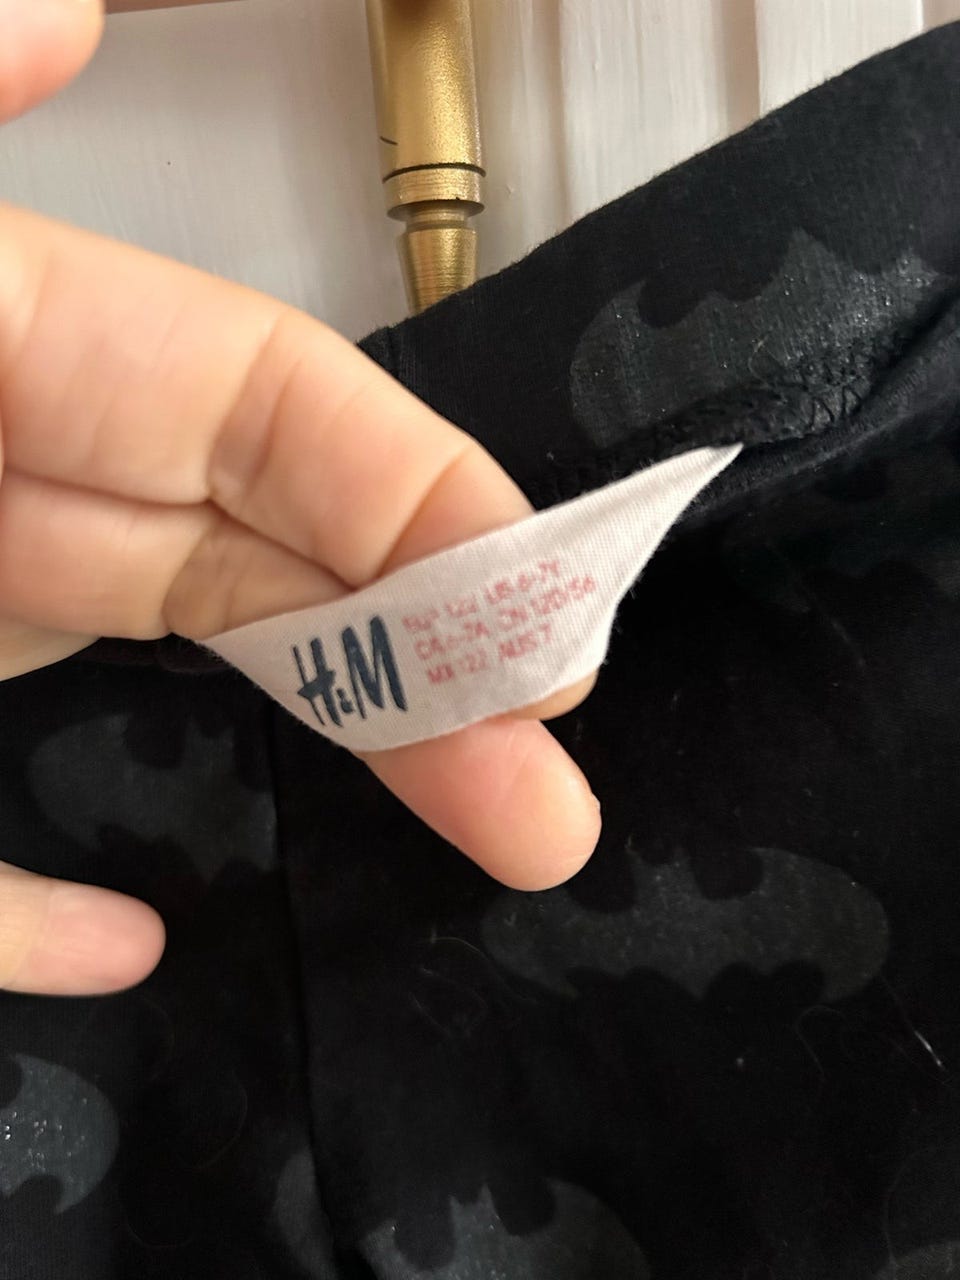 H&M
EUR 122 US 6-7Y
CA 6-7A CN 120/56
MX 122 AUS 7